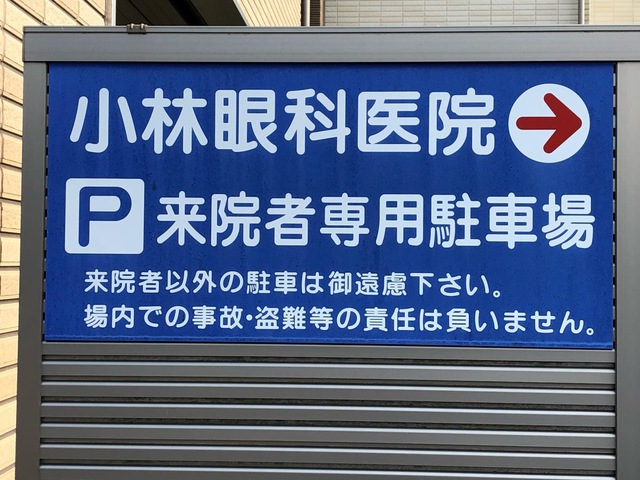 小林眼科医院
P 来院者専用駐車場
来院者以外の駐車は御遠慮下さい。
場内での事故・盗難等の責任は負いません。